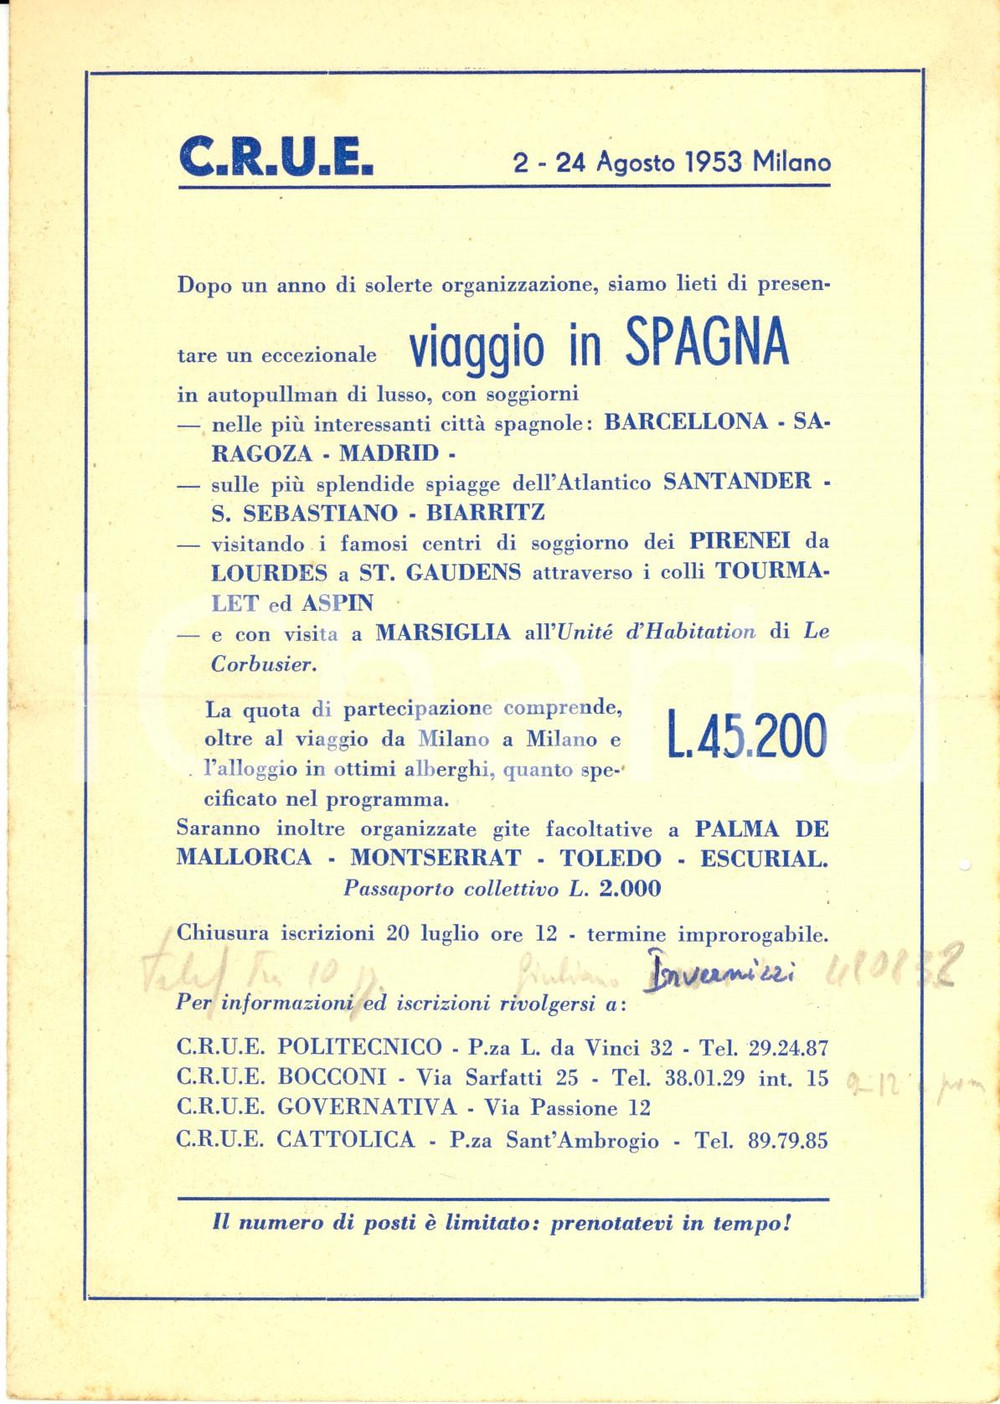 C.R.U.E. 2 - 24 Agosto 1953 Milano
Dopo un anno di solerte organizzazione, siamo lieti di presen-
tare un eccezionale viaggio in SPAGNA
in autopullman di lusso, con soggiorni
— nelle più interessanti città spagnole: BARCELLONA - SA-
RAGOZA - MADRID -
— sulle più splendide spiagge dell'Atlantico SANTANDER -
S. SEBASTIANO - BIARRITZ
— visitando i famosi centri di soggiorno dei PIRENEI da
LOURDES a ST. GAUDENS attraverso i colli TOURMA-
LET ed ASPIN
— e con visita a MARSIGLIA all'Unité d'Habitation di Le
Corbusier.
La quota di partecipazione comprende,
oltre al viaggio da Milano a Milano e
l'alloggio in ottimi alberghi, quanto spe-
cificato nel programma.
L.45.200
Saranno inoltre organizzate gite facoltative a PALMA DE
MALLORCA - MONTSERRAT - TOLEDO - ESCURIAL.
Passaporto collettivo L. 2.000
Chiusura iscrizioni 20 luglio ore 12 - termine improrogabile.
Giuliano Invernizzi 480832
Per informazioni ed iscrizioni rivolgersi a:
C.R.U.E. POLITECNICO - P.za L. da Vinci 32 - Tel. 29.24.87
C.R.U.E. BOCCONI - Via Sarfatti 25 - Tel. 38.01.29 int. 15 9-12
C.R.U.E. GOVERNATIVA - Via Passione 12
C.R.U.E. CATTOLICA - P.za Sant'Ambrogio - Tel. 89.79.85
Il numero di posti è limitato: prenotatevi in tempo!